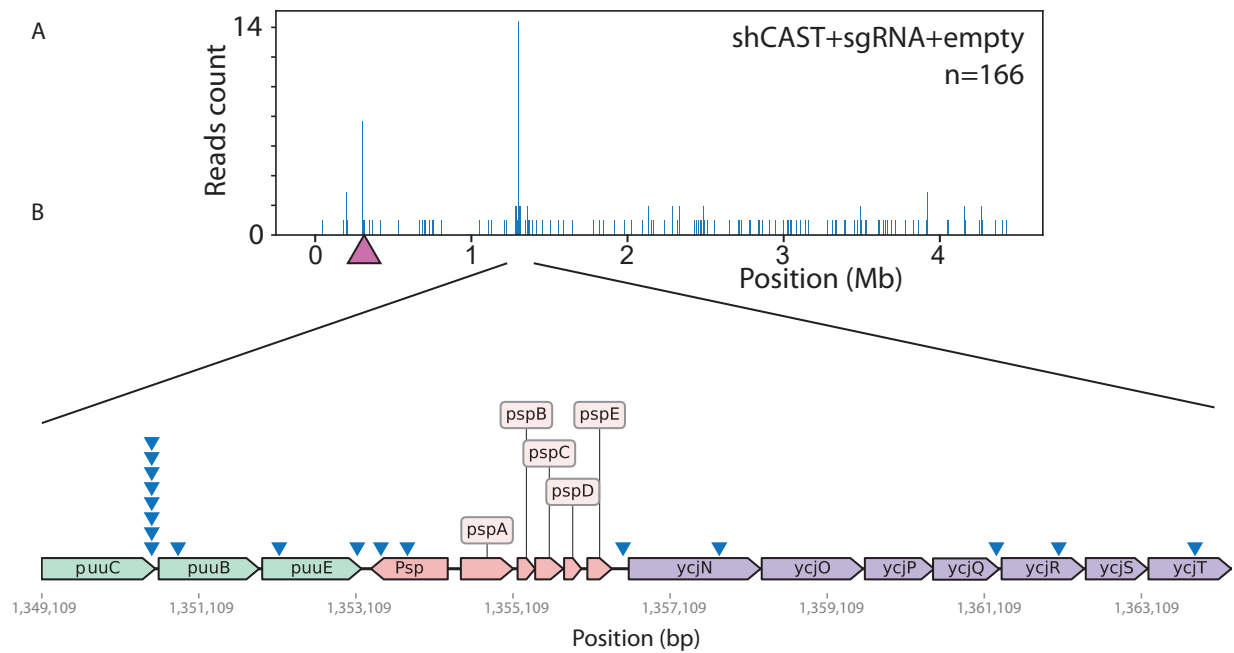 A
14
shCAST+sgRNA+empty
n=166
Reads count
B
0
0 1 2 3 4
Position (Mb)
pspB pspE
pspC
pspD
pspA
puuC puuB puuE Psp ycjN ycjO ycjP ycjQ ycjR ycjS ycjT
1,349,109 1,351,109 1,353,109 1,355,109 1,357,109 1,359,109 1,361,109 1,363,109
Position (bp)